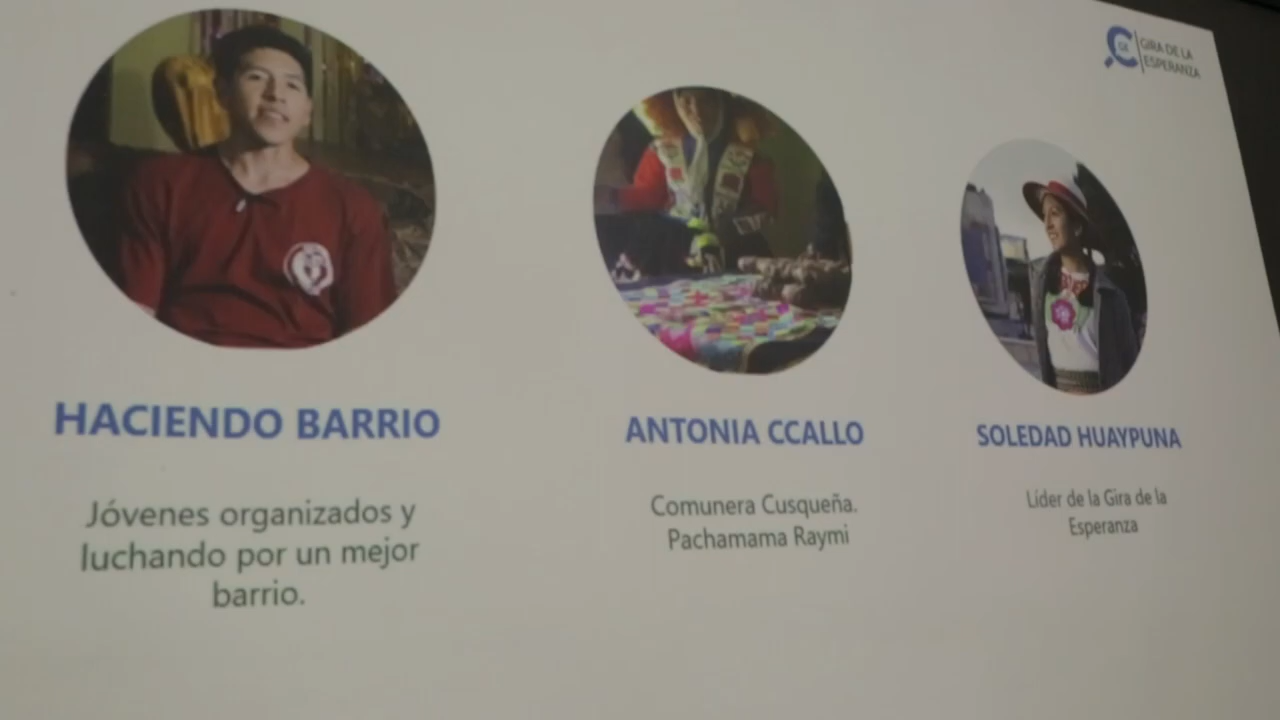 GIRA DE LA
ESPERANZA
HACIENDO BARRIO
Jóvenes organizados y
luchando por un mejor
barrio.
ANTONIA CCALLO
Comunera Cusqueña.
Pachamama Raymi
SOLEDAD HUAYPUNA
Líder de la Gira de la
Esperanza